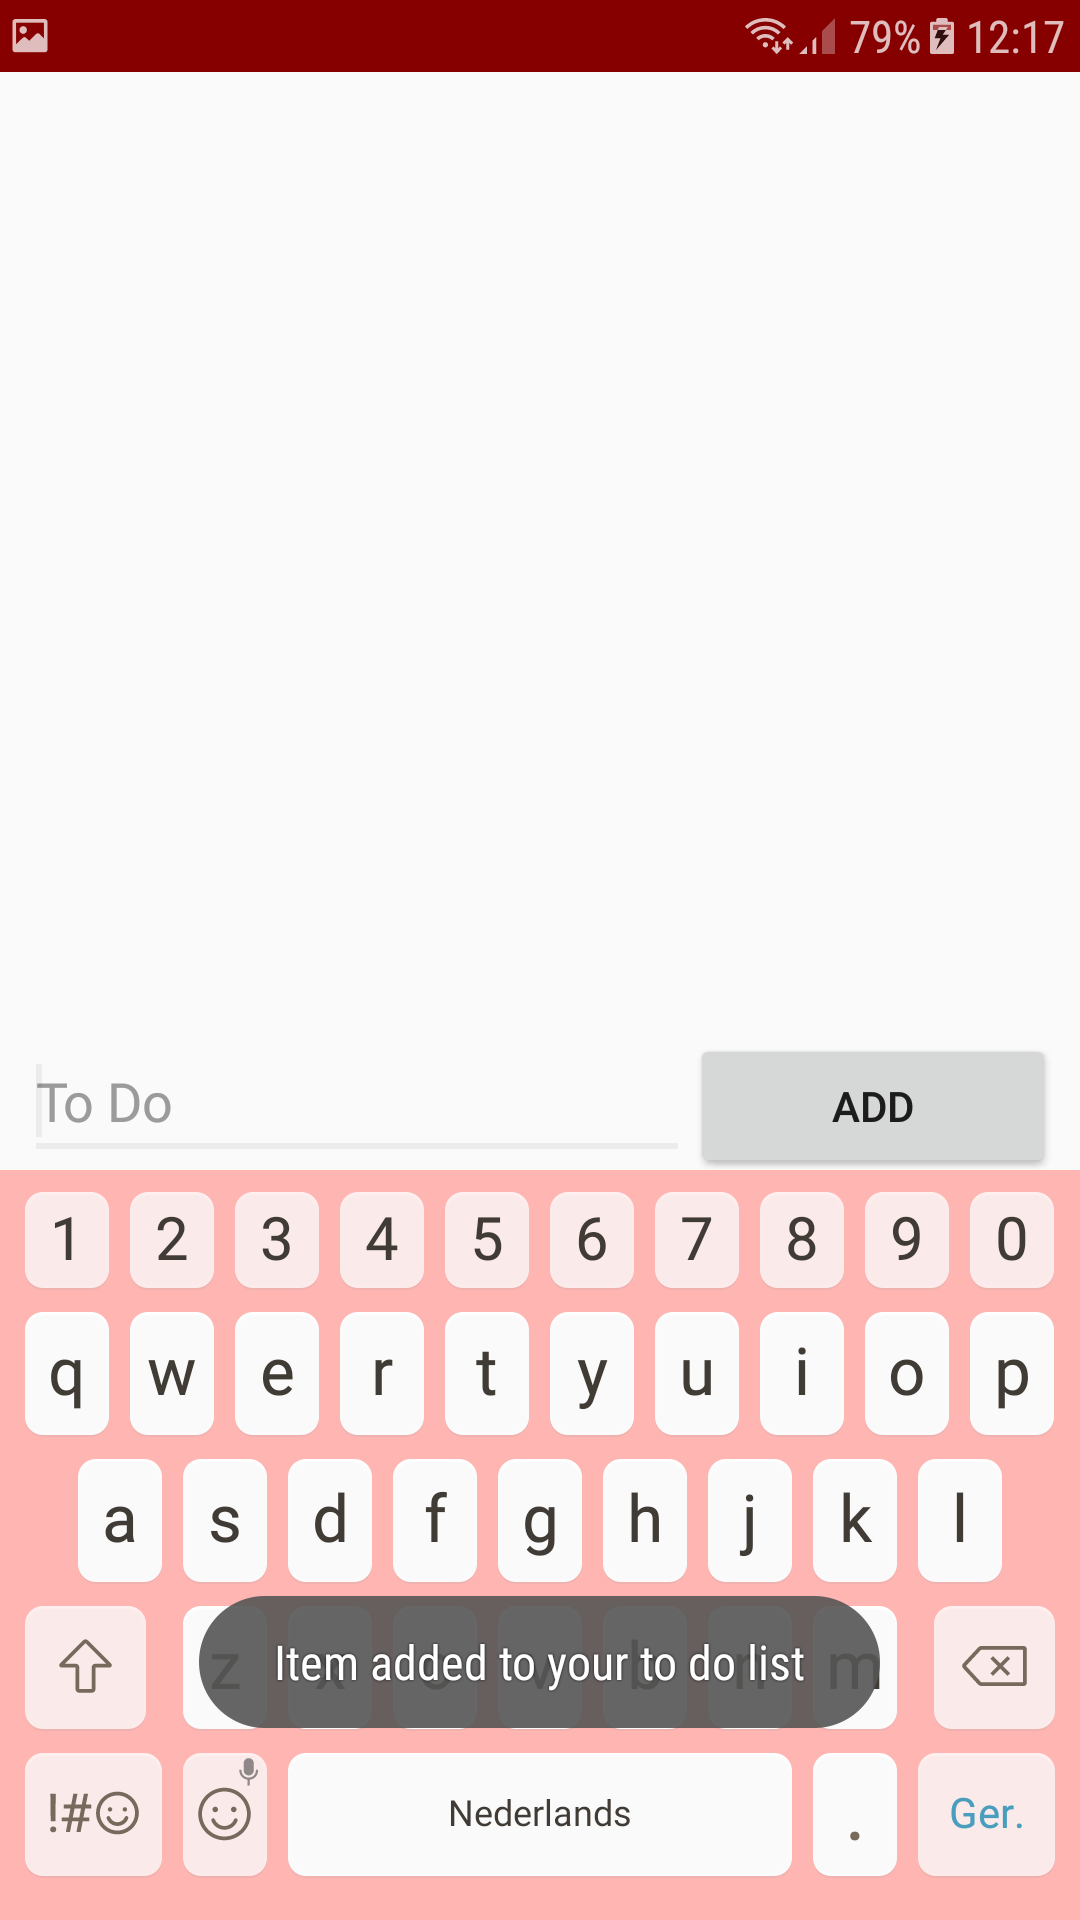 79% 12:17
To Do
ADD
1 2 3 4 5 6 7 8 9 0
q w e r t y u i o p
a s d f g h j k l
z x c v b n m
Item added to your to do list
!#
Nederlands
.
Ger.